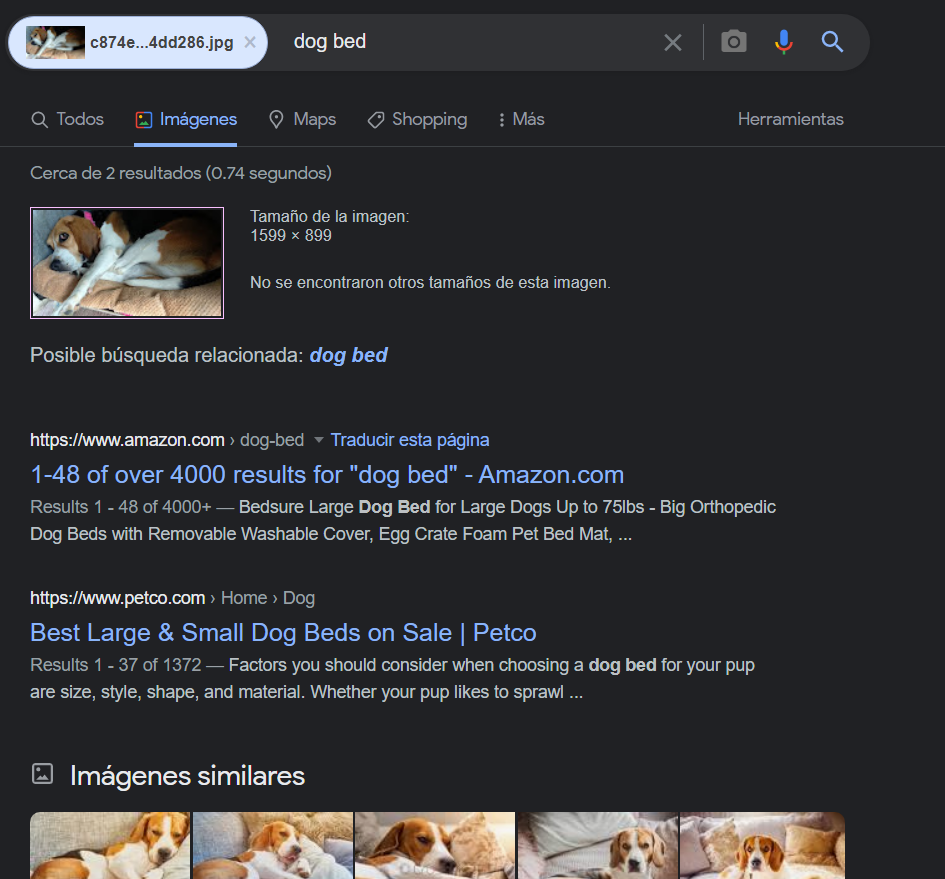 c874e...4dd286.jpg dog bed
Todos Imágenes Maps Shopping Más Herramientas
Cerca de 2 resultados (0.74 segundos)
Tamaño de la imagen:
1599 × 899
No se encontraron otros tamaños de esta imagen.
Posible búsqueda relacionada: dog bed
https://www.amazon.com › dog-bed Traducir esta página
1-48 of over 4000 results for "dog bed" - Amazon.com
Results 1 - 48 of 4000+ — Bedsure Large Dog Bed for Large Dogs Up to 75lbs - Big Orthopedic
Dog Beds with Removable Washable Cover, Egg Crate Foam Pet Bed Mat, ...
https://www.petco.com › Home › Dog
Best Large & Small Dog Beds on Sale | Petco
Results 1 - 37 of 1372 — Factors you should consider when choosing a dog bed for your pup
are size, style, shape, and material. Whether your pup likes to sprawl ...
Imágenes similares